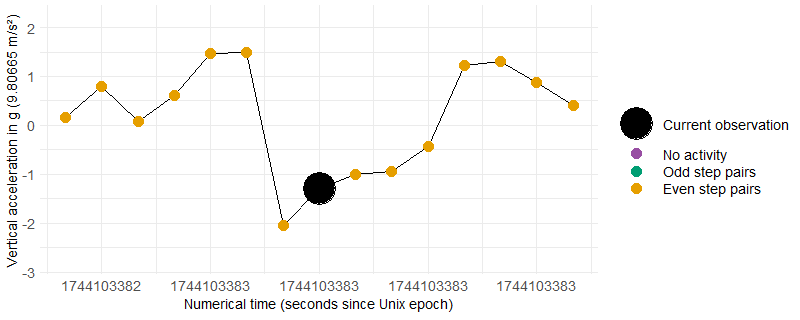 Vertical acceleration in g (9.80665 m/s²)
2
1
0
-1
-2
-3
1744103382 1744103383 1744103383 1744103383 1744103383
Numerical time (seconds since Unix epoch)
Current observation
No activity
Odd step pairs
Even step pairs